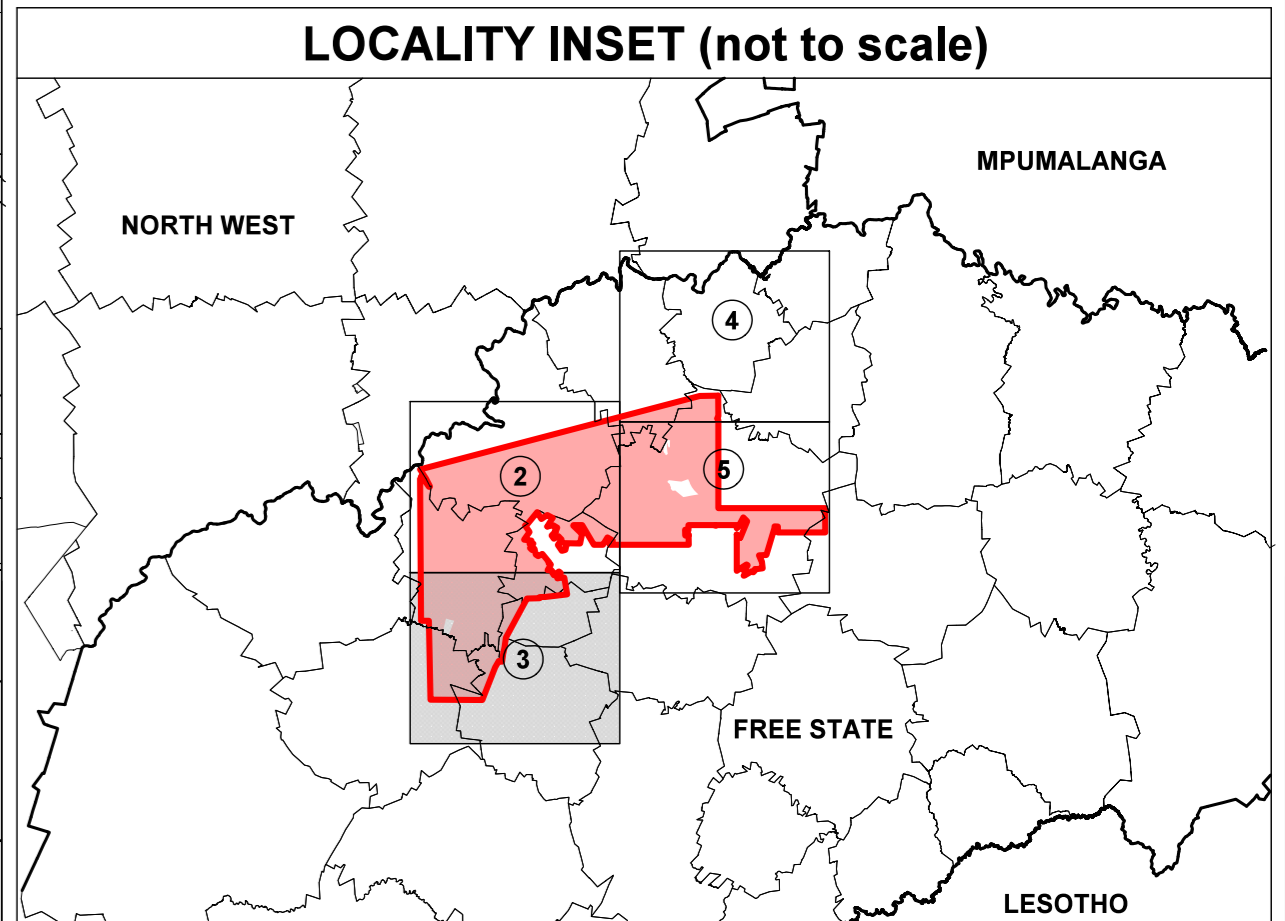 LOCALITY INSET (not to scale)
MPUMALANGA
NORTH WEST
4
5
2
3
FREE STATE
LESOTHO